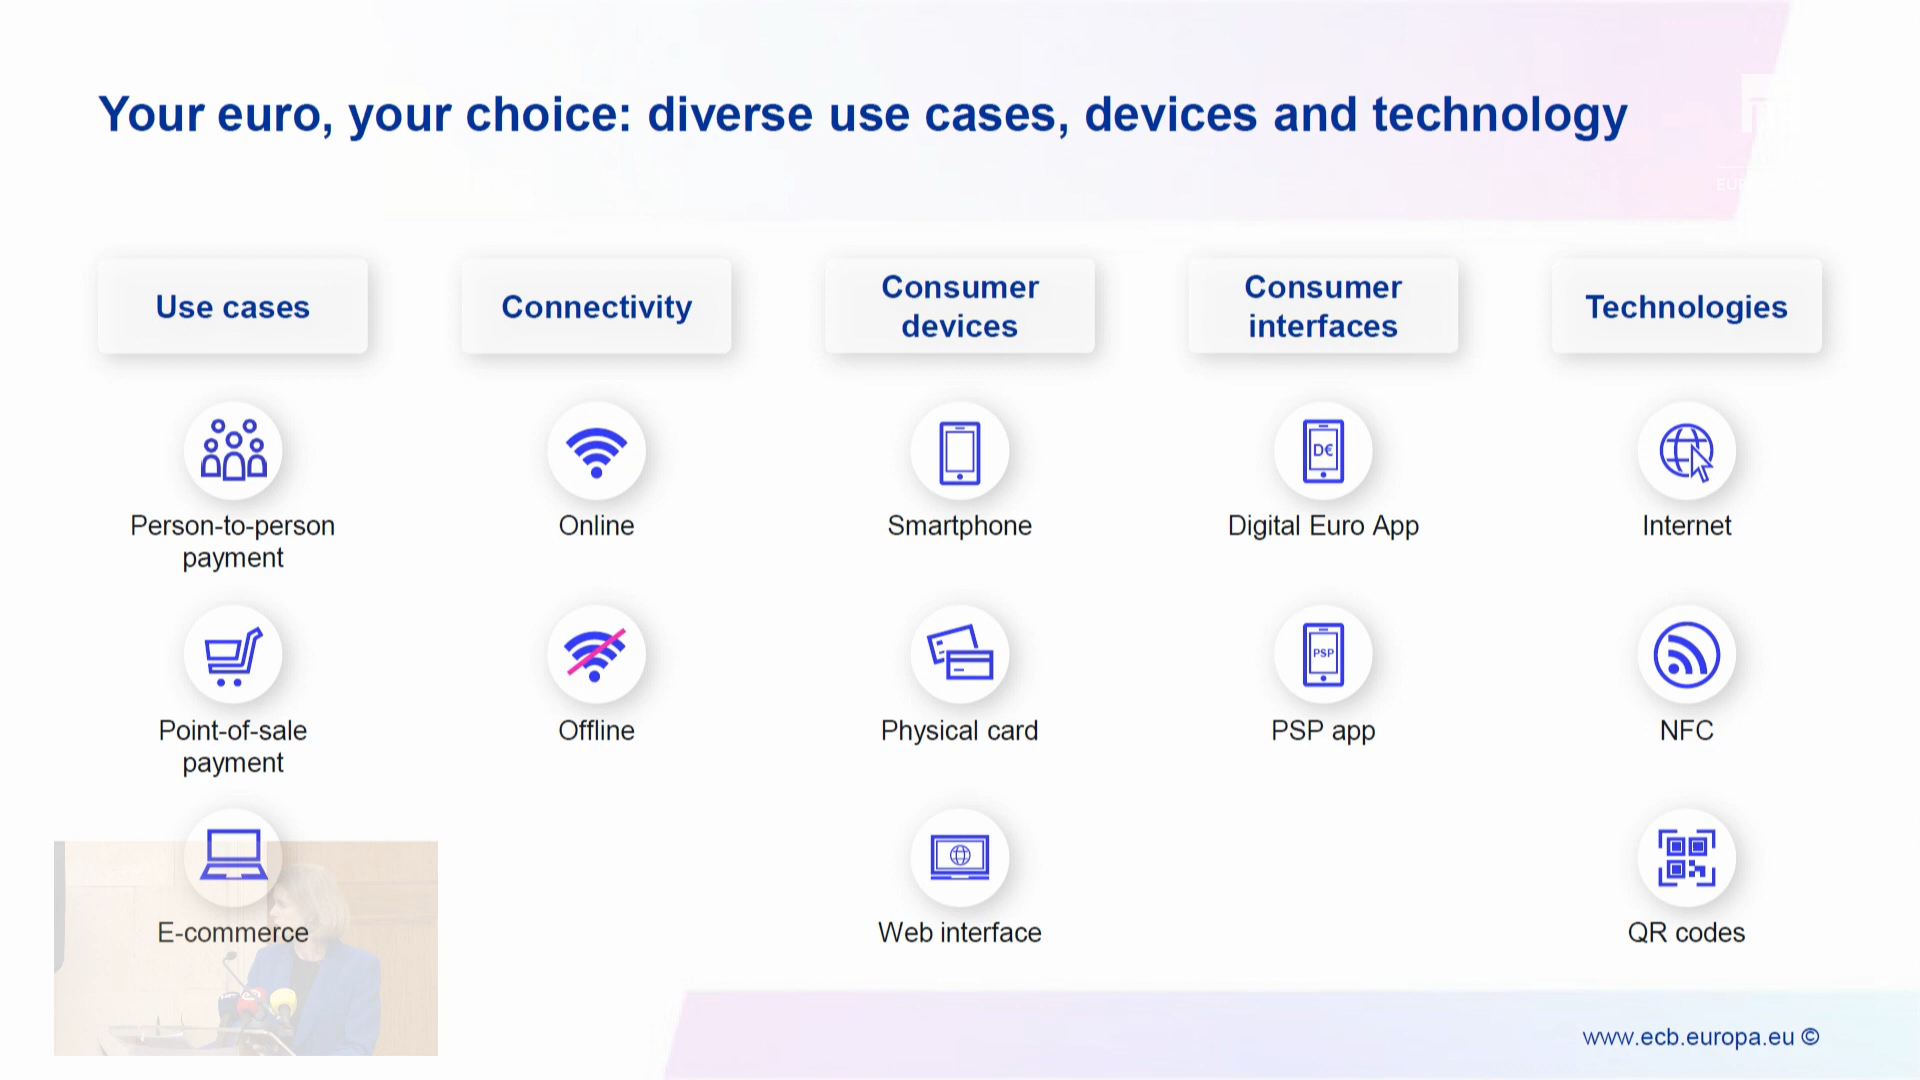 Your euro, your choice: diverse use cases, devices and technology
EUR
Use cases
Connectivity
Consumer
devices
Consumer
interfaces
Technologies
Person-to-person
payment
Online
Smartphone
D€
Digital Euro App
Internet
Point-of-sale
payment
Offline
Physical card
PSP
PSP app
NFC
E-commerce
Web interface
QR codes
www.ecb.europa.eu ©